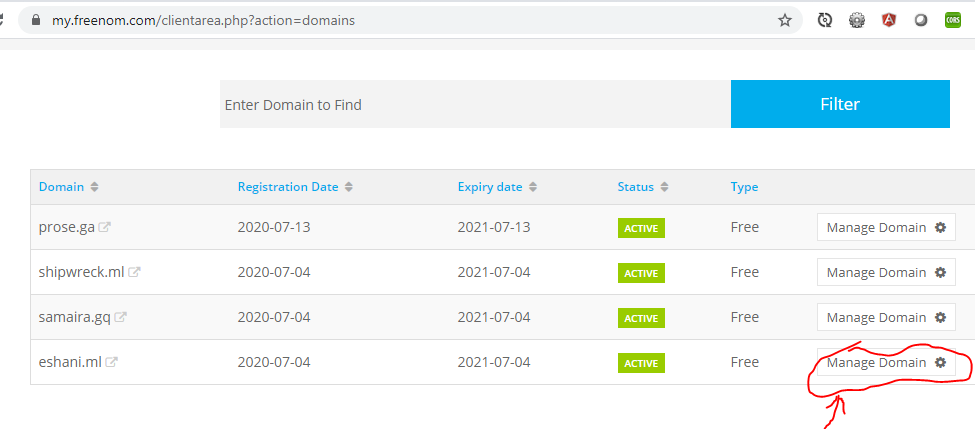 my.freenom.com/clientarea.php?action=domains
CORS
Enter Domain to Find Filter
Domain Registration Date Expiry date Status Type
prose.ga 2020-07-13 2021-07-13 ACTIVE Free Manage Domain
shipwreck.ml 2020-07-04 2021-07-04 ACTIVE Free Manage Domain
samaira.gq 2020-07-04 2021-07-04 ACTIVE Free Manage Domain
eshani.ml 2020-07-04 2021-07-04 ACTIVE Free Manage Domain